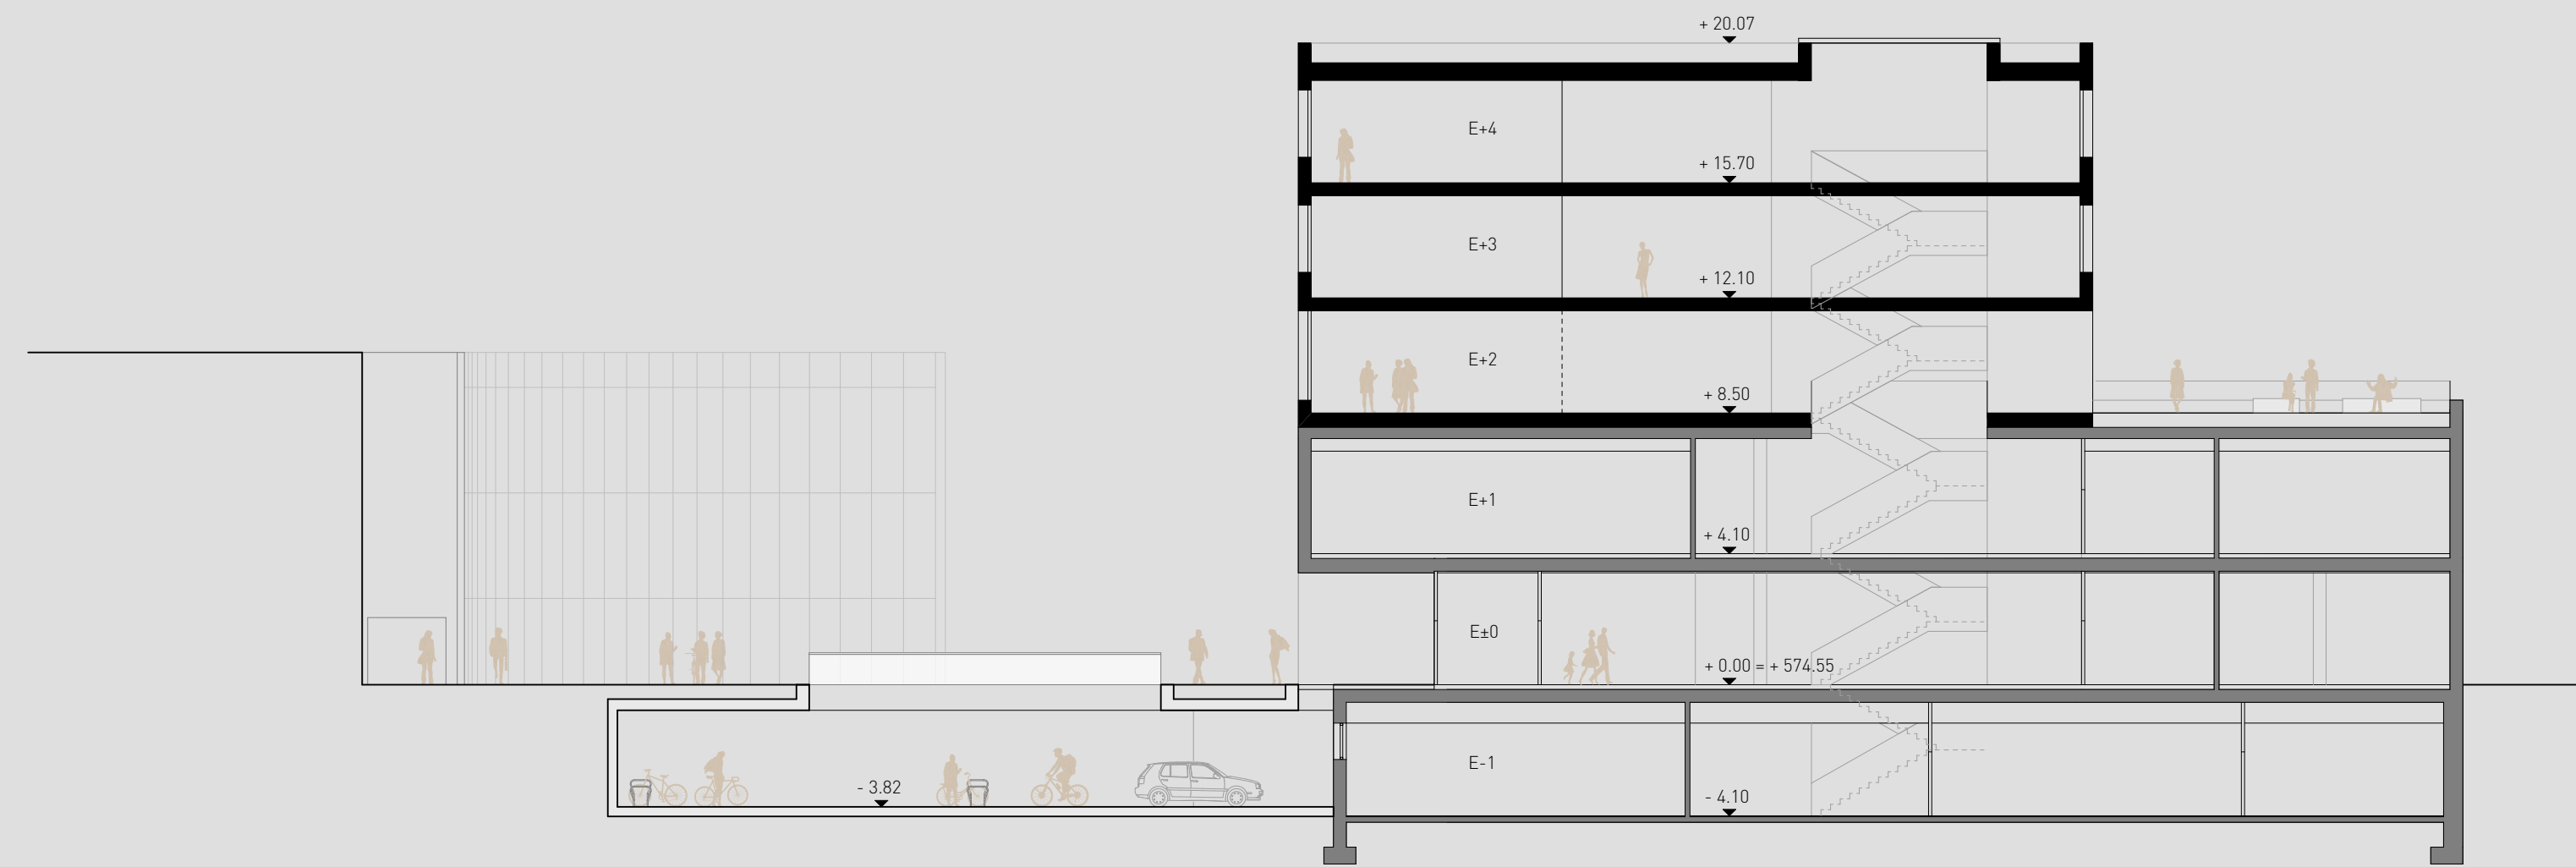 + 20.07
E+4
+ 15.70
E+3
+ 12.10
E+2
+ 8.50
E+1
+ 4.10
E±0
+ 0.00 = + 574.55
E-1
- 3.82
- 4.10